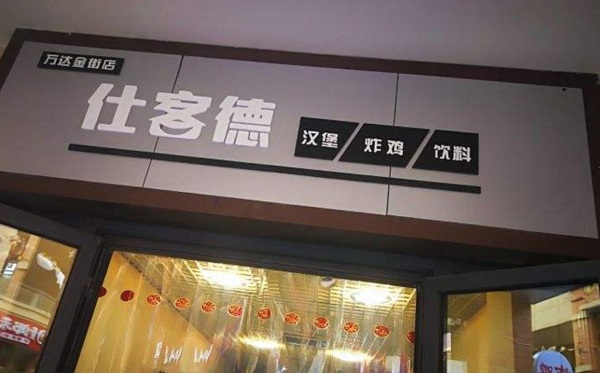 万达金街店
仕客德
汉堡 炸鸡 饮料